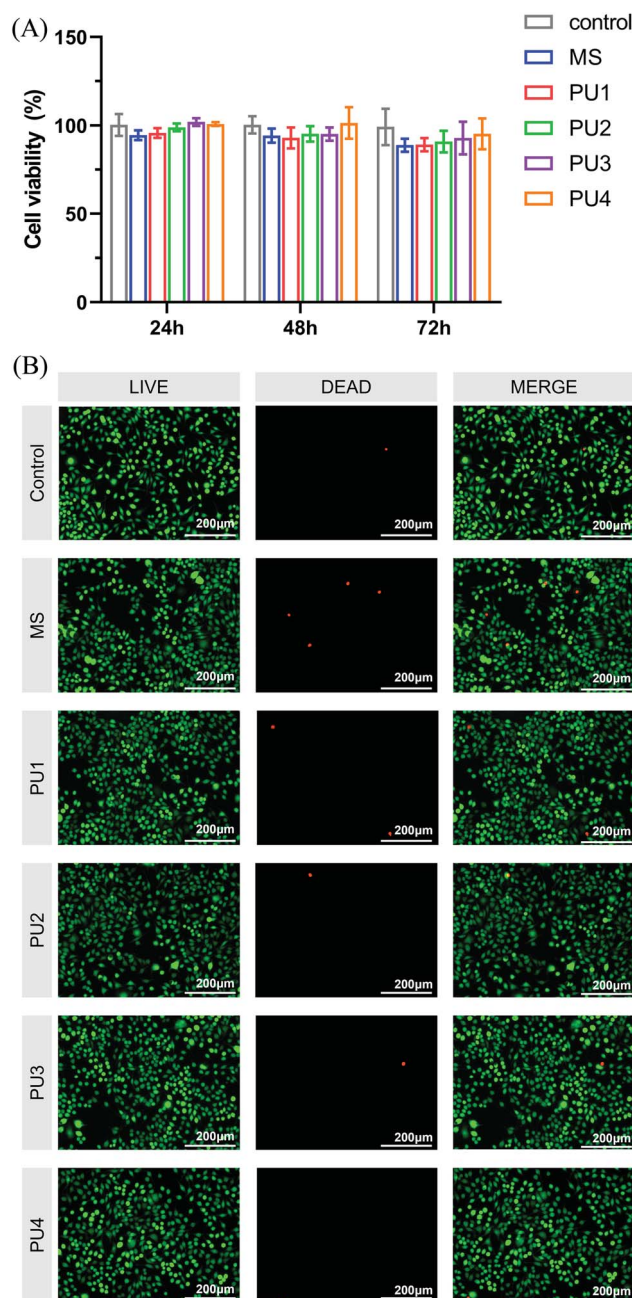 (A)
150
100
50
0
Cell viability (%)
24h
48h
72h
control
MS
PU1
PU2
PU3
PU4
(B)
LIVE
DEAD
MERGE
Control
200μm
200μm
200μm
MS
200μm
200μm
200μm
PU1
200μm
200μm
200μm
PU2
200μm
200μm
200μm
PU3
200μm
200μm
200μm
PU4
200μm
200μm
200μm